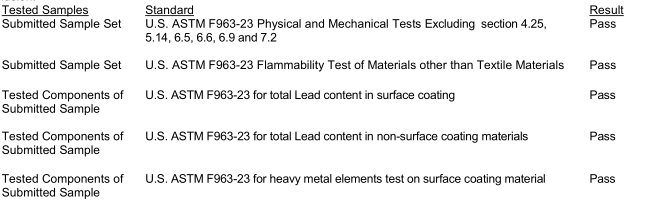 Tested Samples Standard Result
Submitted Sample Set U.S. ASTM F963-23 Physical and Mechanical Tests Excluding section 4.25, Pass
5.14, 6.5, 6.6, 6.9 and 7.2
Submitted Sample Set U.S. ASTM F963-23 Flammability Test of Materials other than Textile Materials Pass
Tested Components of U.S. ASTM F963-23 for total Lead content in surface coating Pass
Submitted Sample
Tested Components of U.S. ASTM F963-23 for total Lead content in non-surface coating materials Pass
Submitted Sample
Tested Components of U.S. ASTM F963-23 for heavy metal elements test on surface coating material Pass
Submitted Sample